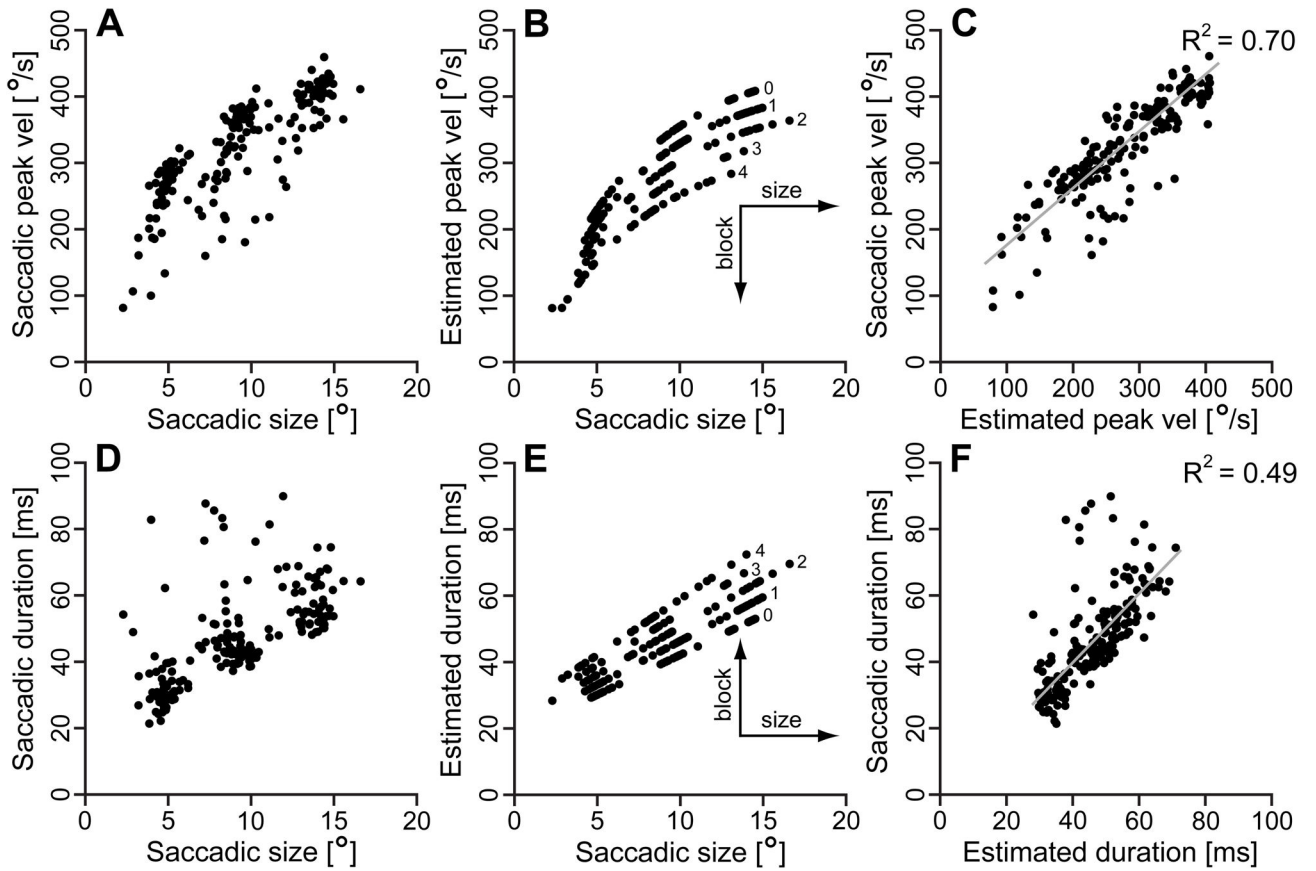 A
Saccadic peak vel [°/s]
500
400
300
200
100
0
0 5 10 15 20
Saccadic size [°]
B
Estimated peak vel [°/s]
500
400
300
200
100
0
0
1
2
3
4
size
block
0 5 10 15 20
Saccadic size [°]
C
R² = 0.70
Saccadic peak vel [°/s]
500
400
300
200
100
0
0 100 200 300 400 500
Estimated peak vel [°/s]
D
Saccadic duration [ms]
100
80
60
40
20
0
0 5 10 15 20
Saccadic size [°]
E
Estimated duration [ms]
100
80
60
40
20
0
4
3
2
1
0
block
size
0 5 10 15 20
Saccadic size [°]
F
R² = 0.49
Saccadic duration [ms]
100
80
60
40
20
0
0 20 40 60 80 100
Estimated duration [ms]